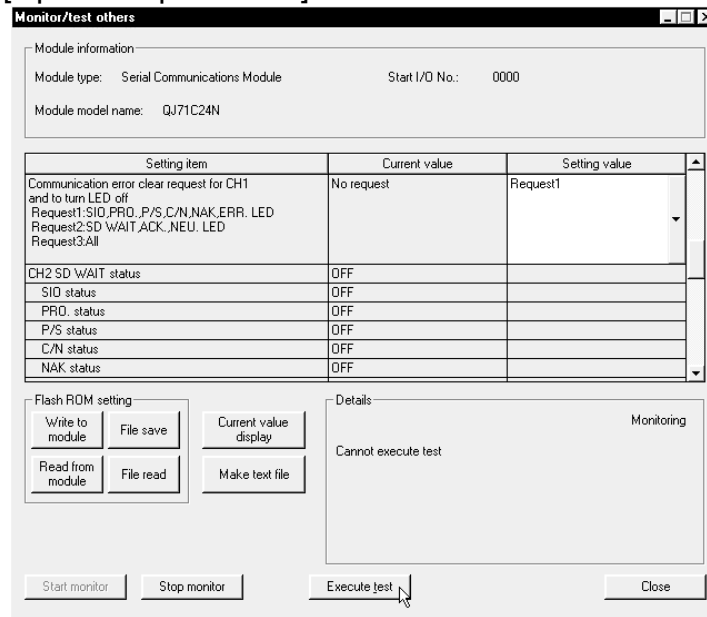 Monitor/test others
Module information
Module type: Serial Communications Module Start I/O No.: 0000
Module model name: QJ71C24N
Setting item Current value Setting value
Communication error clear request for CH1 No request Request1
and to turn LED off
Request1:SIO,PRO.,P/S,C/N,NAK,ERR. LED
Request2:SD WAIT,ACK.,NEU. LED
Request3:All
CH2 SD WAIT status OFF
SIO status OFF
PRO. status OFF
P/S status OFF
C/N status OFF
NAK status OFF
Flash ROM setting
Write to module File save Current value display
Read from module File read Make text file
Details
Monitoring
Cannot execute test
Start monitor Stop monitor Execute test Close